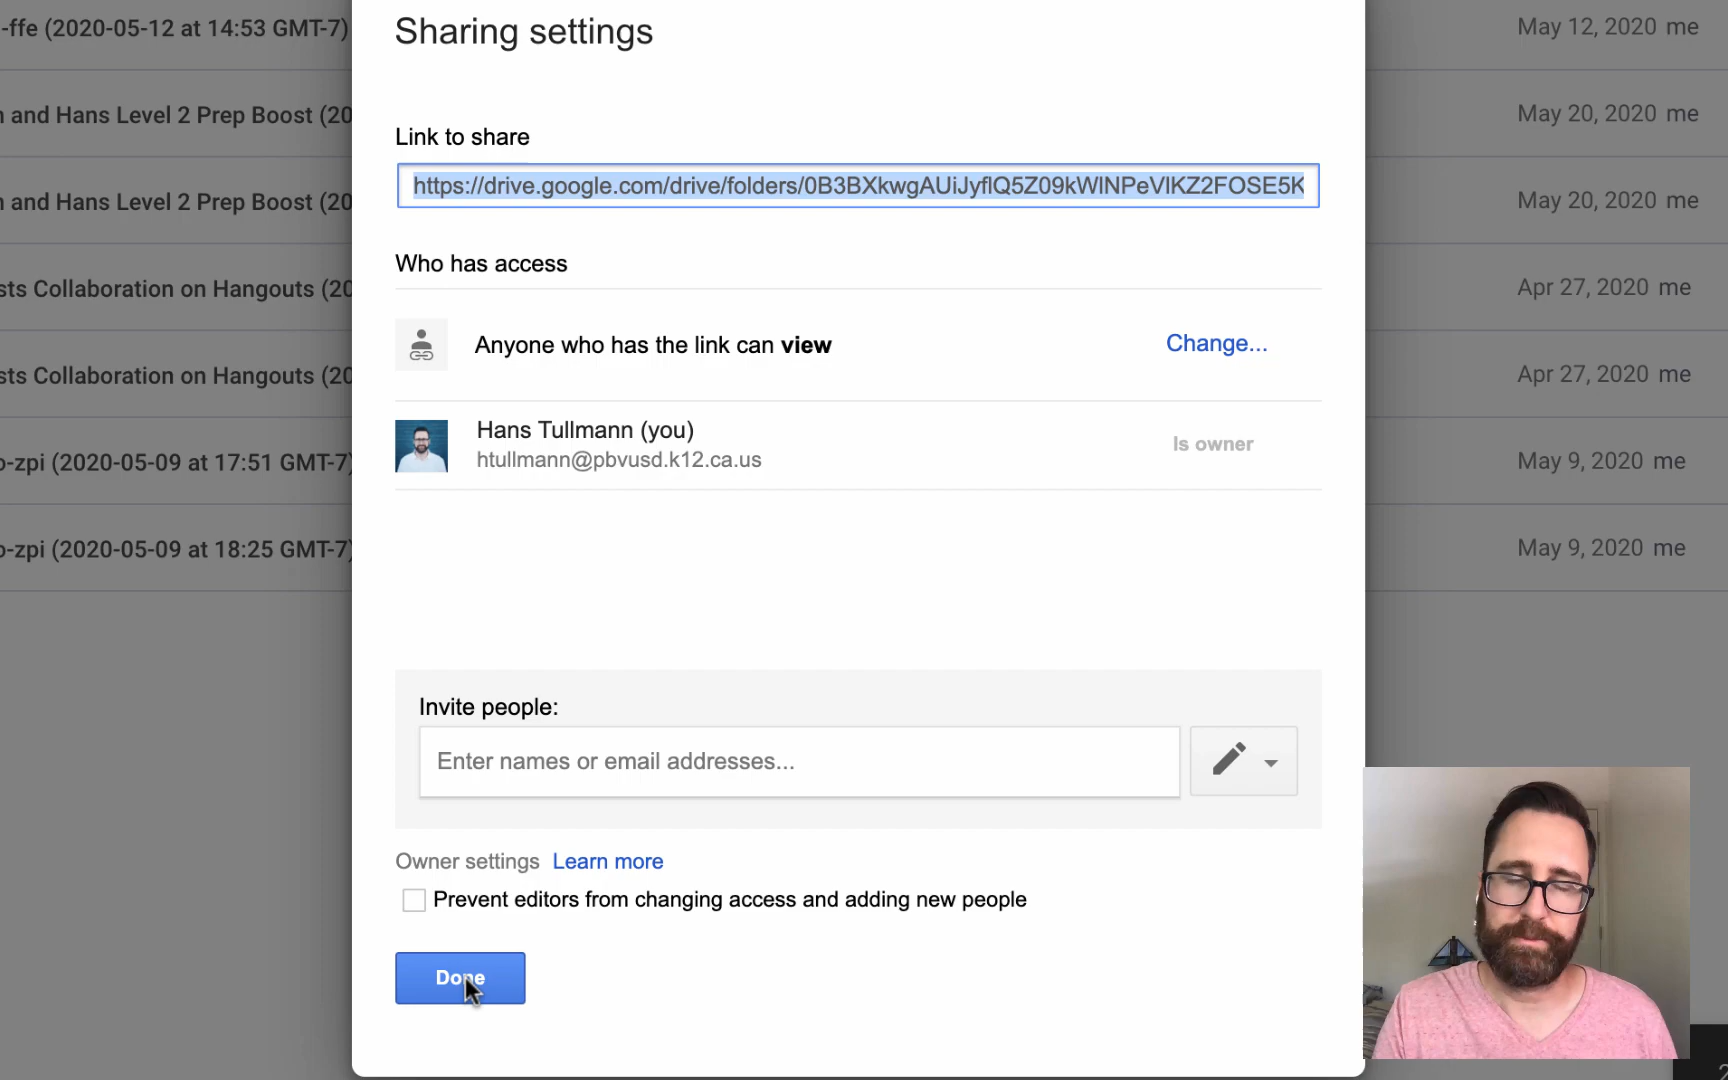 Sharing settings
Link to share
https://drive.google.com/drive/folders/0B3BXkwgAUiJyflQ5Z09kWlNPeVlKZ2FOSE5K
Who has access
Anyone who has the link can view
Change...
Hans Tullmann (you)
htullmann@pbvusd.k12.ca.us
Is owner
Invite people:
Enter names or email addresses...
Owner settings Learn more
Prevent editors from changing access and adding new people
Done
-ffe (2020-05-12 at 14:53 GMT-7)
May 12, 2020 me
and Hans Level 2 Prep Boost (20
May 20, 2020 me
and Hans Level 2 Prep Boost (20
May 20, 2020 me
sts Collaboration on Hangouts (20
Apr 27, 2020 me
sts Collaboration on Hangouts (20
Apr 27, 2020 me
o-zpi (2020-05-09 at 17:51 GMT-7)
May 9, 2020 me
o-zpi (2020-05-09 at 18:25 GMT-7)
May 9, 2020 me